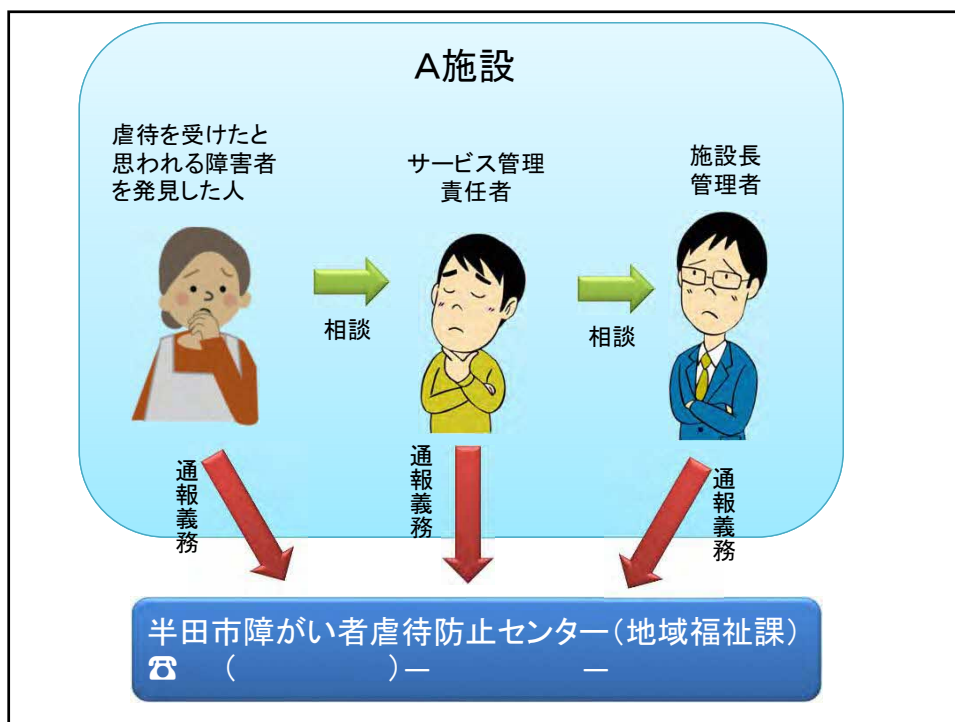 A施設
虐待を受けたと
思われる障害者
を発見した人
サービス管理
責任者
施設長
管理者
相談
相談
通報義務
通報義務
通報義務
半田市障がい者虐待防止センター(地域福祉課)
☎ (　　　　)― 　　　―